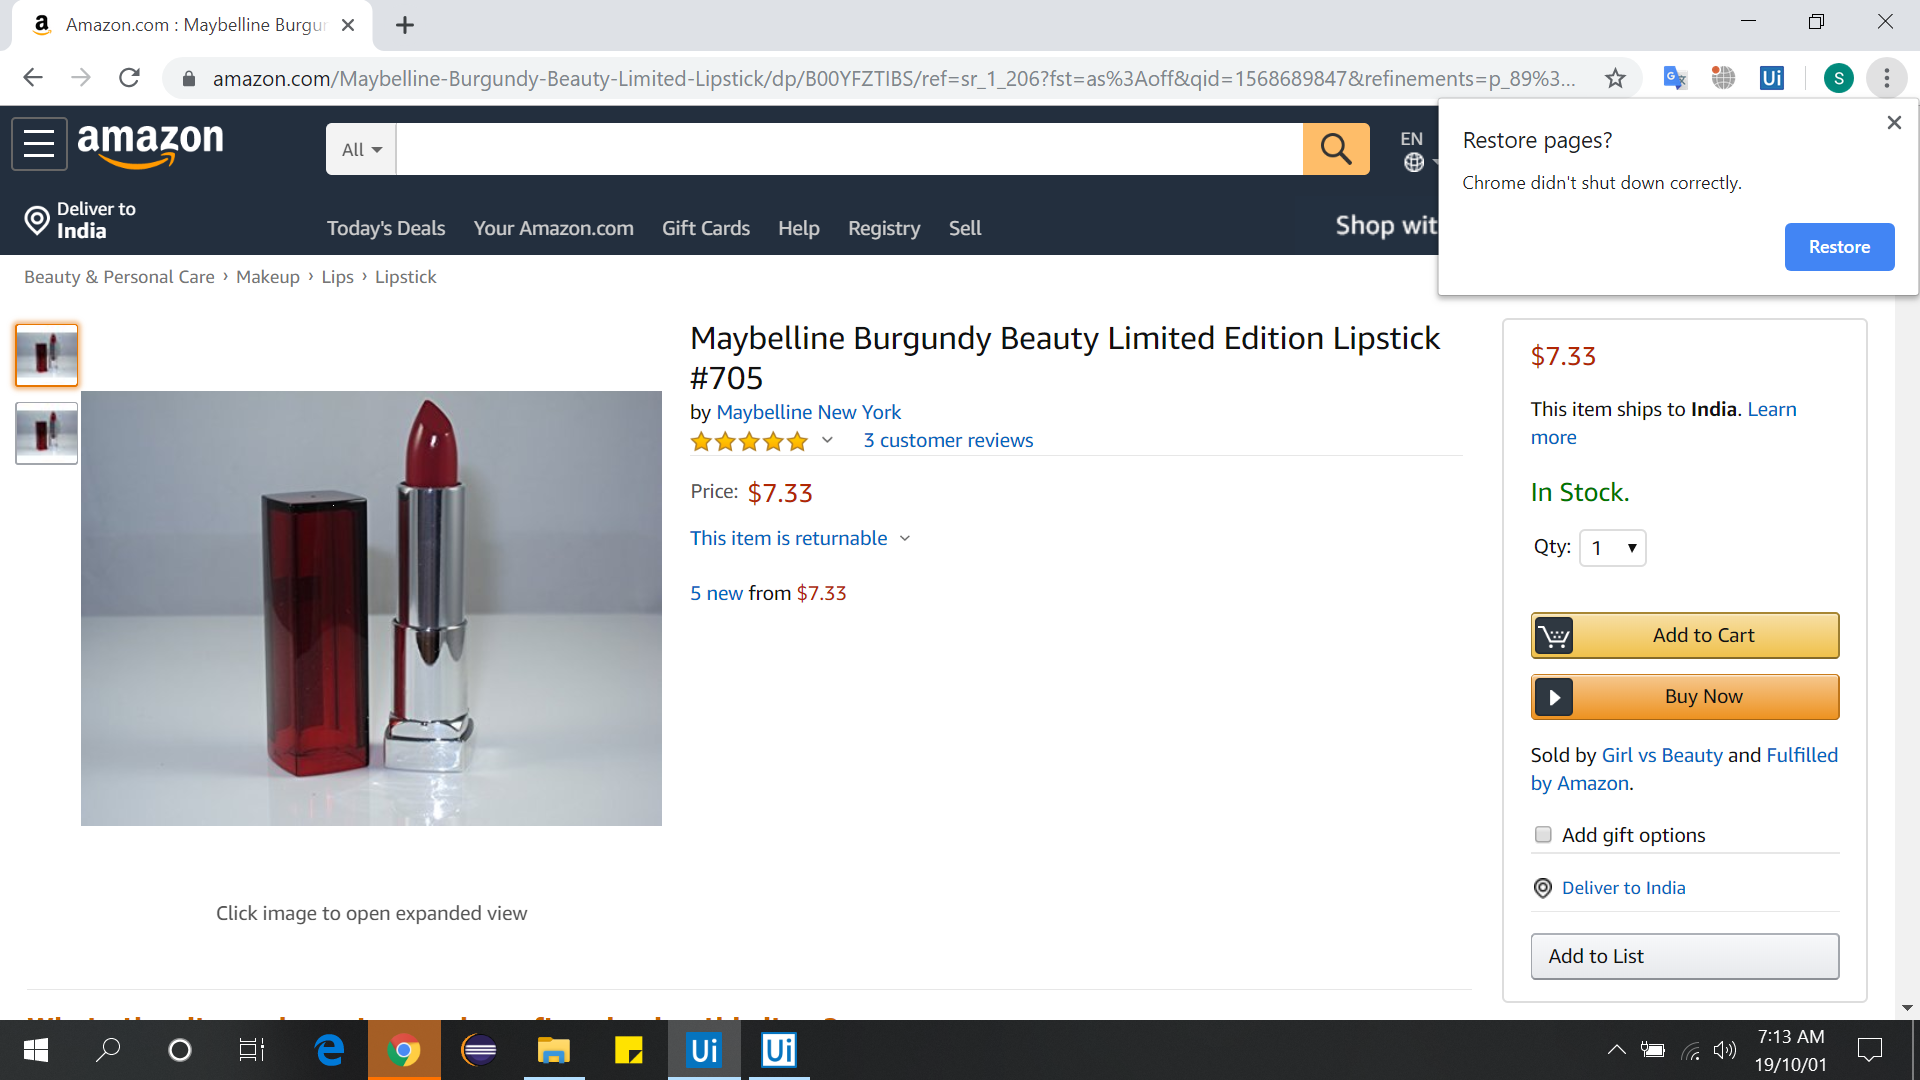 Amazon.com : Maybelline Burgur
amazon.com/Maybelline-Burgundy-Beauty-Limited-Lipstick/dp/B00YFZTIBS/ref=sr_1_206?fst=as%3Aoff&qid=1568689847&refinements=p_89%3...
S
Ui
Restore pages?
Chrome didn't shut down correctly.
Restore
amazon
All
EN
Deliver to
India
Today's Deals Your Amazon.com Gift Cards Help Registry Sell
Shop wit
Beauty & Personal Care › Makeup › Lips › Lipstick
Maybelline Burgundy Beauty Limited Edition Lipstick
#705
by Maybelline New York
3 customer reviews
Price: $7.33
This item is returnable
5 new from $7.33
Click image to open expanded view
$7.33
This item ships to India. Learn
more
In Stock.
Qty: 1
Add to Cart
Buy Now
Sold by Girl vs Beauty and Fulfilled
by Amazon.
Add gift options
Deliver to India
Add to List
Ui
Ui
7:13 AM
19/10/01